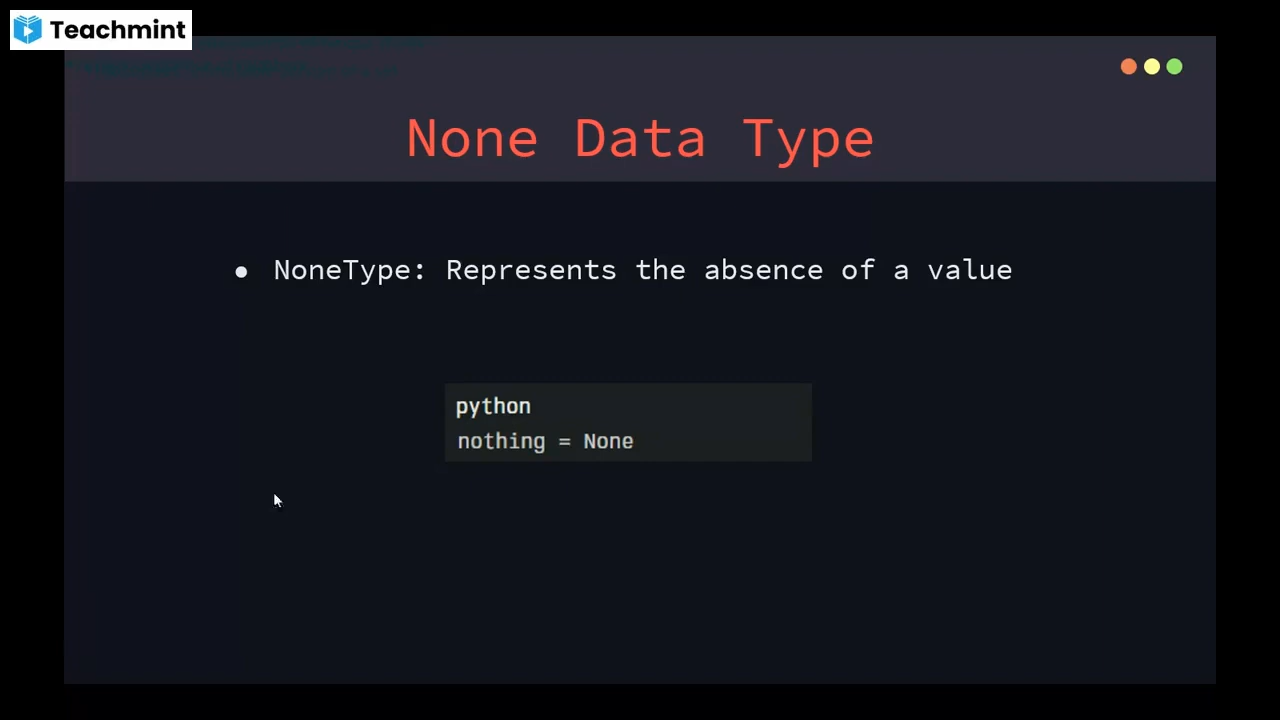 Teachmint
None Data Type
● NoneType: Represents the absence of a value
python
nothing = None